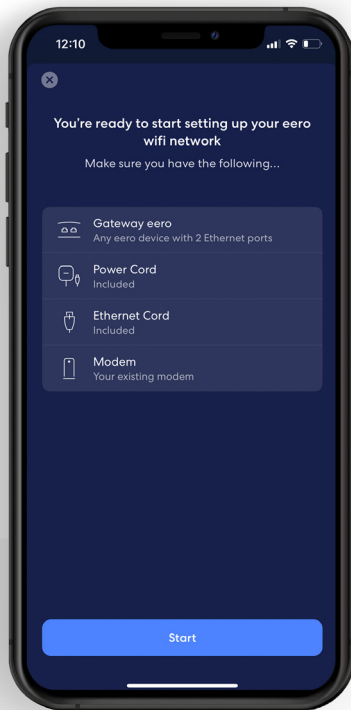 12:10
You're ready to start setting up your eero
wifi network
Make sure you have the following...
Gateway eero
Any eero device with 2 Ethernet ports
Power Cord
Included
Ethernet Cord
Included
Modem
Your existing modem
Start